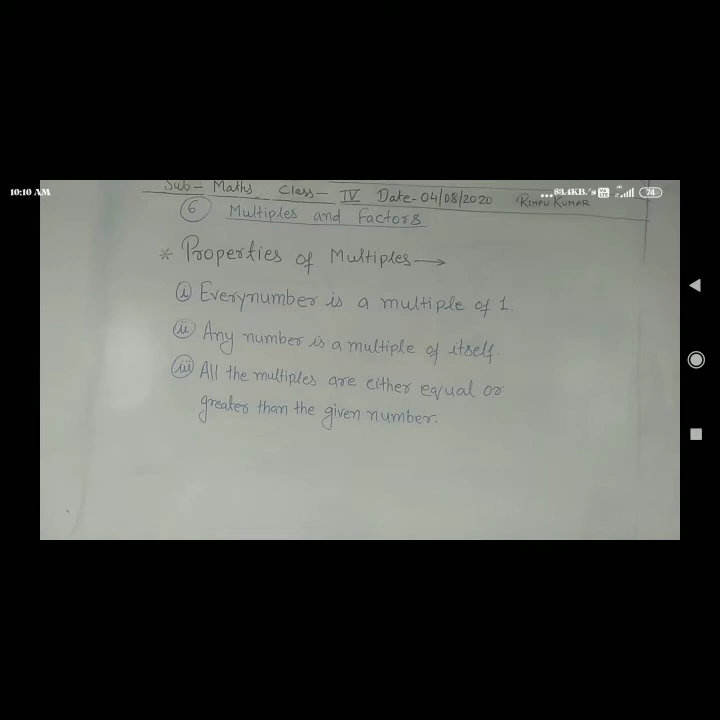 10:10 AM
...83.4KB/s 74
Sub- Maths Class- IV Date- 04/08/2020 RIMPU KUMAR
6 Multiples and Factors
* Properties of Multiples →
(i) Everynumber is a multiple of 1.
(ii) Any number is a multiple of itself.
(iii) All the multiples are either equal or
greater than the given number.